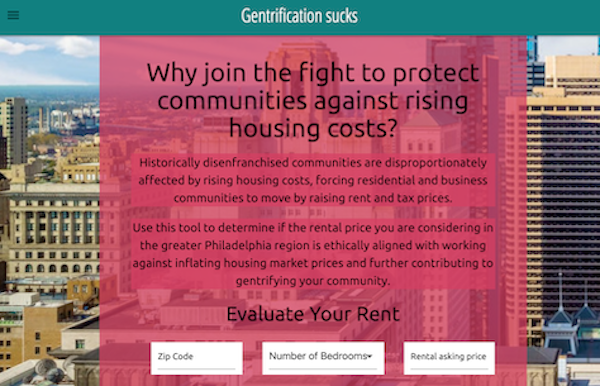 Gentrification sucks
Why join the fight to protect
communities against rising
housing costs?
Historically disenfranchised communities are disproportionately
affected by rising housing costs, forcing residential and business
communities to move by raising rent and tax prices.
Use this tool to determine if the rental price you are considering in
the greater Philadelphia region is ethically aligned with working
against inflating housing market prices and further contributing to
gentrifying your community.
Evaluate Your Rent
Zip Code
Number of Bedrooms
Rental asking price